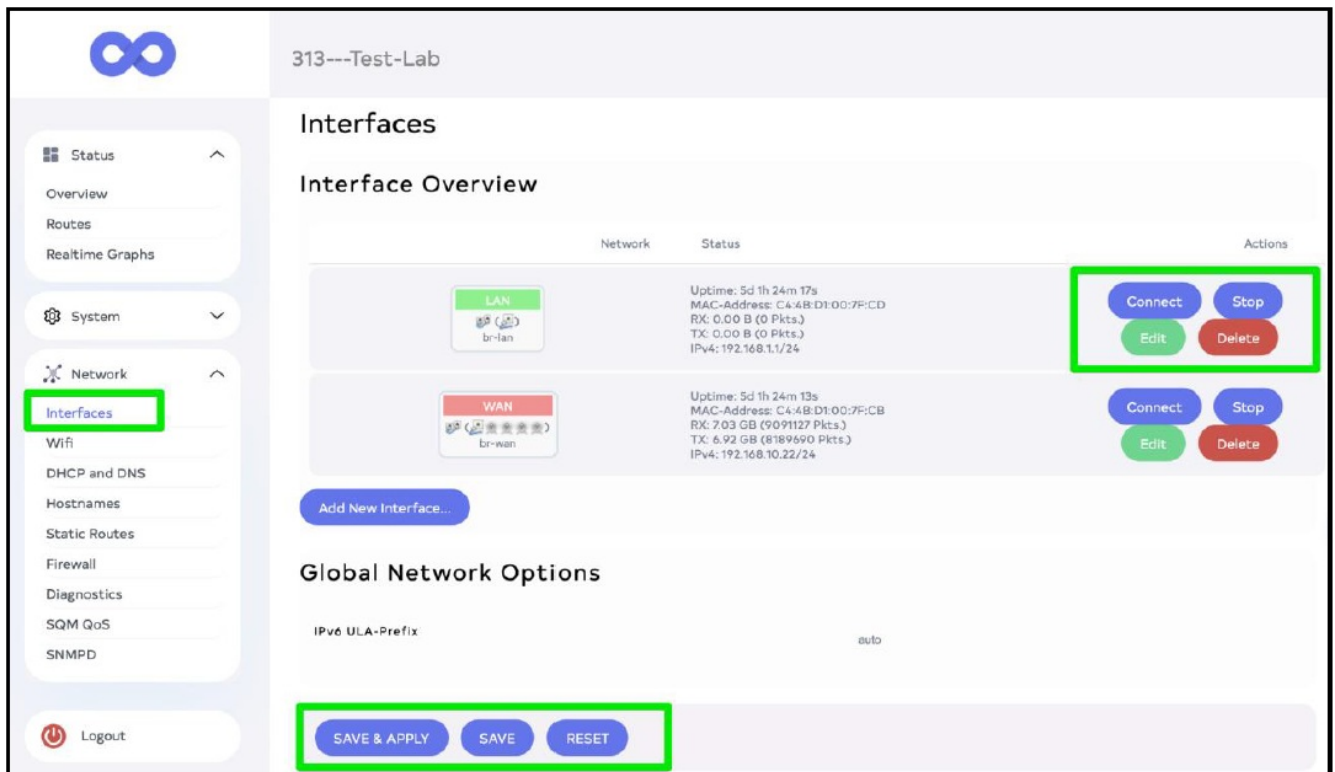 313---Test-Lab
Status
Overview
Routes
Realtime Graphs
System
Network
Interfaces
Wifi
DHCP and DNS
Hostnames
Static Routes
Firewall
Diagnostics
SQM QoS
SNMPD
Logout
Interfaces
Interface Overview
Network Status Actions
LAN
br-lan
Uptime: 5d 1h 24m 17s
MAC-Address: C4:4B:D1:00:7F:CD
RX: 0.00 B (0 Pkts.)
TX: 0.00 B (0 Pkts.)
IPv4: 192.168.1.1/24
Connect Stop
Edit Delete
WAN
br-wan
Uptime: 5d 1h 24m 13s
MAC-Address: C4:4B:D1:00:7F:CB
RX: 7.03 GB (9091127 Pkts.)
TX: 6.92 GB (8189690 Pkts.)
IPv4: 192.168.10.22/24
Connect Stop
Edit Delete
Add New Interface...
Global Network Options
IPv6 ULA-Prefix auto
SAVE & APPLY SAVE RESET